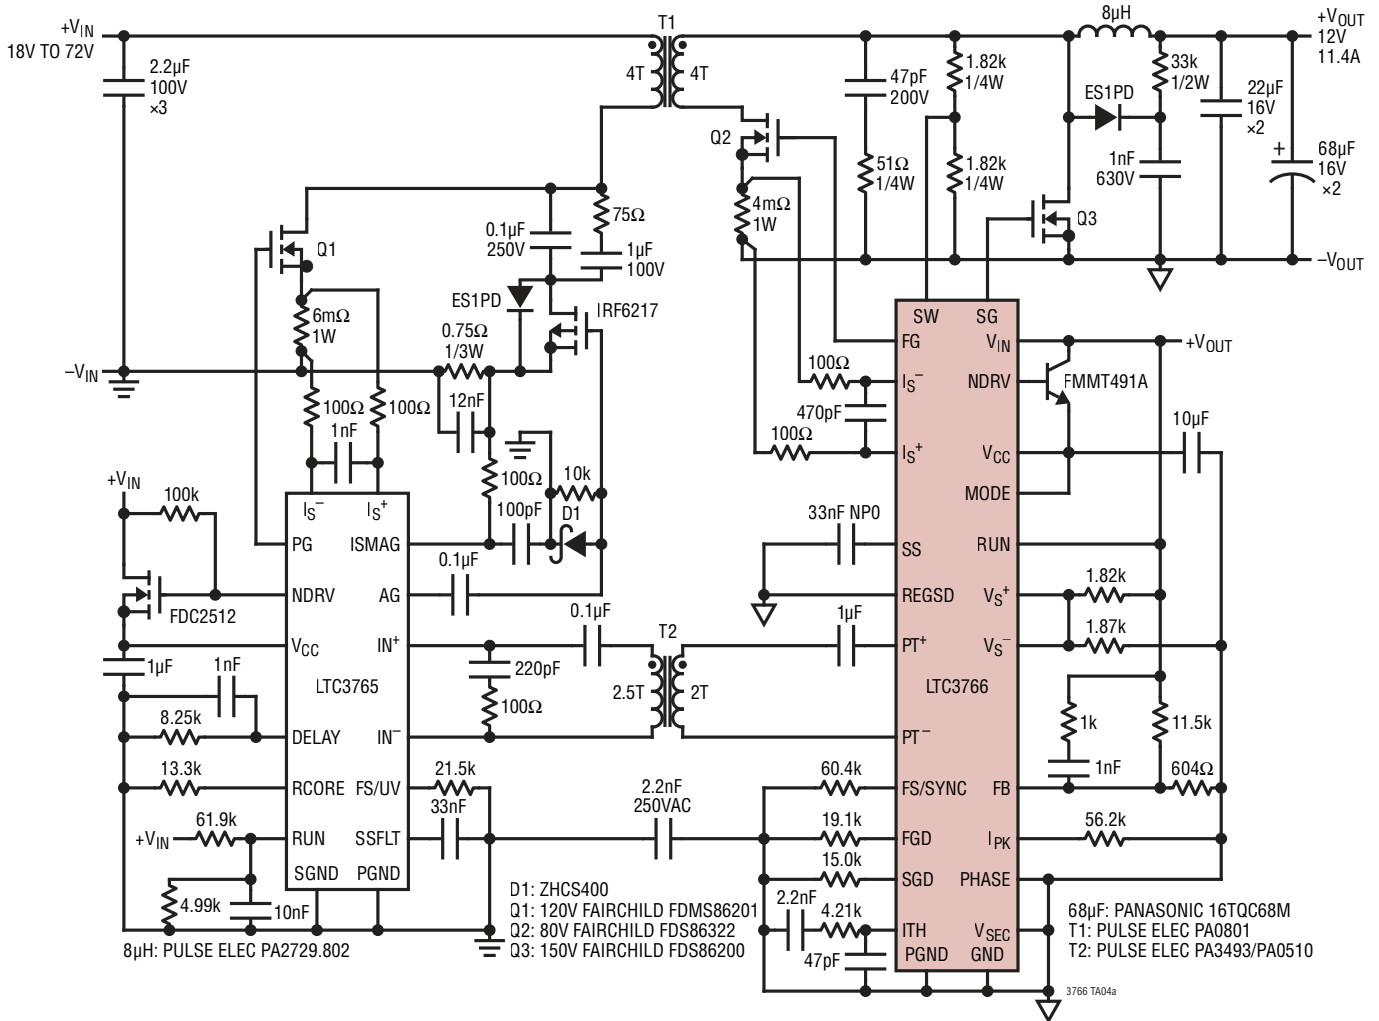 +VIN
18V TO 72V
2.2µF
100V
×3
T1
4T
4T
47pF
200V
1.82k
1/4W
8µH
33k
1/2W
+VOUT
12V
11.4A
ES1PD
22µF
16V
×2
Q2
51Ω
1/4W
1.82k
1/4W
1nF
630V
+
68µF
16V
×2
4mΩ
1W
Q3
−VOUT
75Ω
0.1µF
250V
1µF
100V
Q1
ES1PD
IRF6217
6mΩ
1W
0.75Ω
1/3W
−VIN
100Ω
100Ω
1nF
12nF
100Ω
10k
100pF
D1
SW
SG
FG
VIN
+VOUT
100Ω
IS−
NDRV
FMMT491A
470pF
10µF
100Ω
IS+
VCC
MODE
+VIN
100k
IS−
IS+
33nF NP0
PG
ISMAG
SS
RUN
0.1µF
1.82k
NDRV
AG
REGSD
VS+
FDC2512
0.1µF
T2
1µF
1.87k
VCC
IN+
PT+
VS−
1µF
1nF
LTC3765
220pF
2.5T
2T
LTC3766
100Ω
1k
11.5k
8.25k
DELAY
IN−
PT−
13.3k
21.5k
2.2nF
250VAC
60.4k
1nF
604Ω
RCORE
FS/UV
FS/SYNC
FB
61.9k
33nF
19.1k
56.2k
+VIN
RUN
SSFLT
FGD
IPK
15.0k
SGND
PGND
SGD
PHASE
4.99k
10nF
2.2nF
4.21k
ITH
VSEC
47pF
PGND
GND
8µH: PULSE ELEC PA2729.802
D1: ZHCS400
Q1: 120V FAIRCHILD FDMS86201
Q2: 80V FAIRCHILD FDS86322
Q3: 150V FAIRCHILD FDS86200
68µF: PANASONIC 16TQC68M
T1: PULSE ELEC PA0801
T2: PULSE ELEC PA3493/PA0510
3766 TA04a